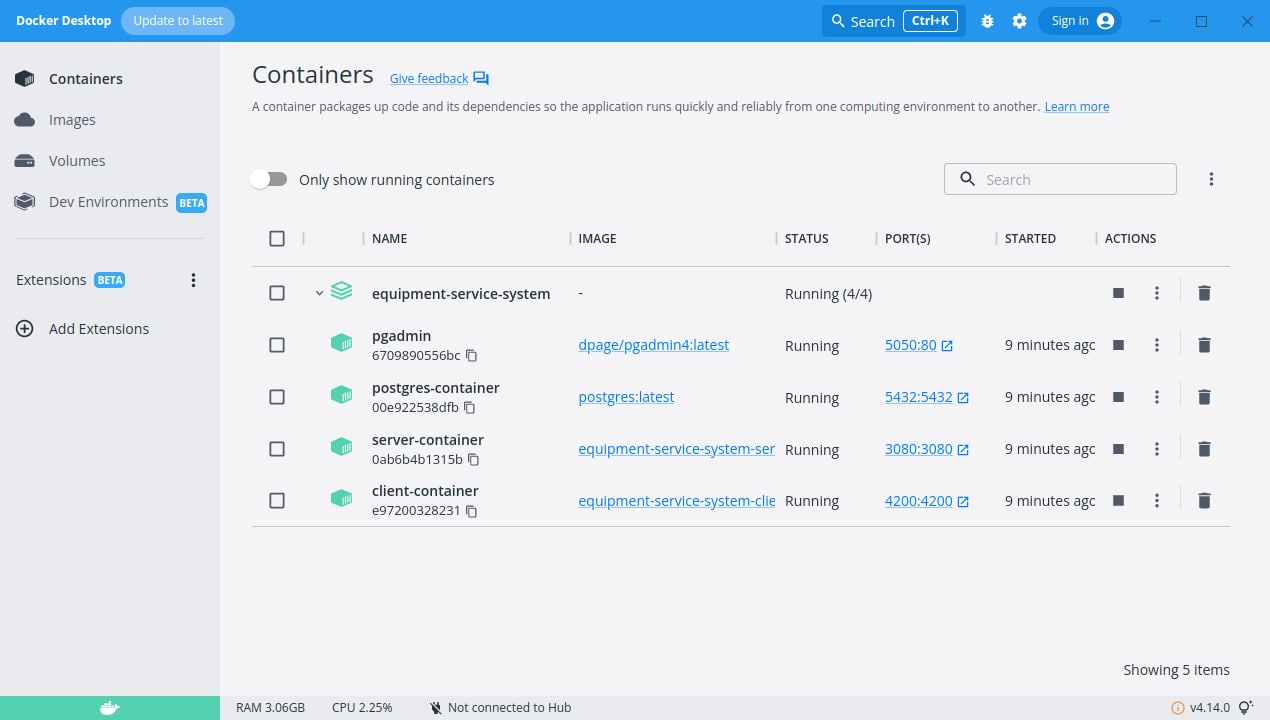 Docker Desktop Update to latest Search Ctrl+K Sign in
Containers
Images
Volumes
Dev Environments BETA
Extensions BETA
Add Extensions
Containers Give feedback
A container packages up code and its dependencies so the application runs quickly and reliably from one computing environment to another. Learn more
Only show running containers Search
NAME IMAGE STATUS PORT(S) STARTED ACTIONS
equipment-service-system - Running (4/4)
pgadmin
6709890556bc dpage/pgadmin4:latest Running 5050:80 9 minutes agc
postgres-container
00e922538dfb postgres:latest Running 5432:5432 9 minutes agc
server-container
0ab6b4b1315b equipment-service-system-ser Running 3080:3080 9 minutes agc
client-container
e97200328231 equipment-service-system-clie Running 4200:4200 9 minutes agc
Showing 5 items
RAM 3.06GB CPU 2.25% Not connected to Hub v4.14.0